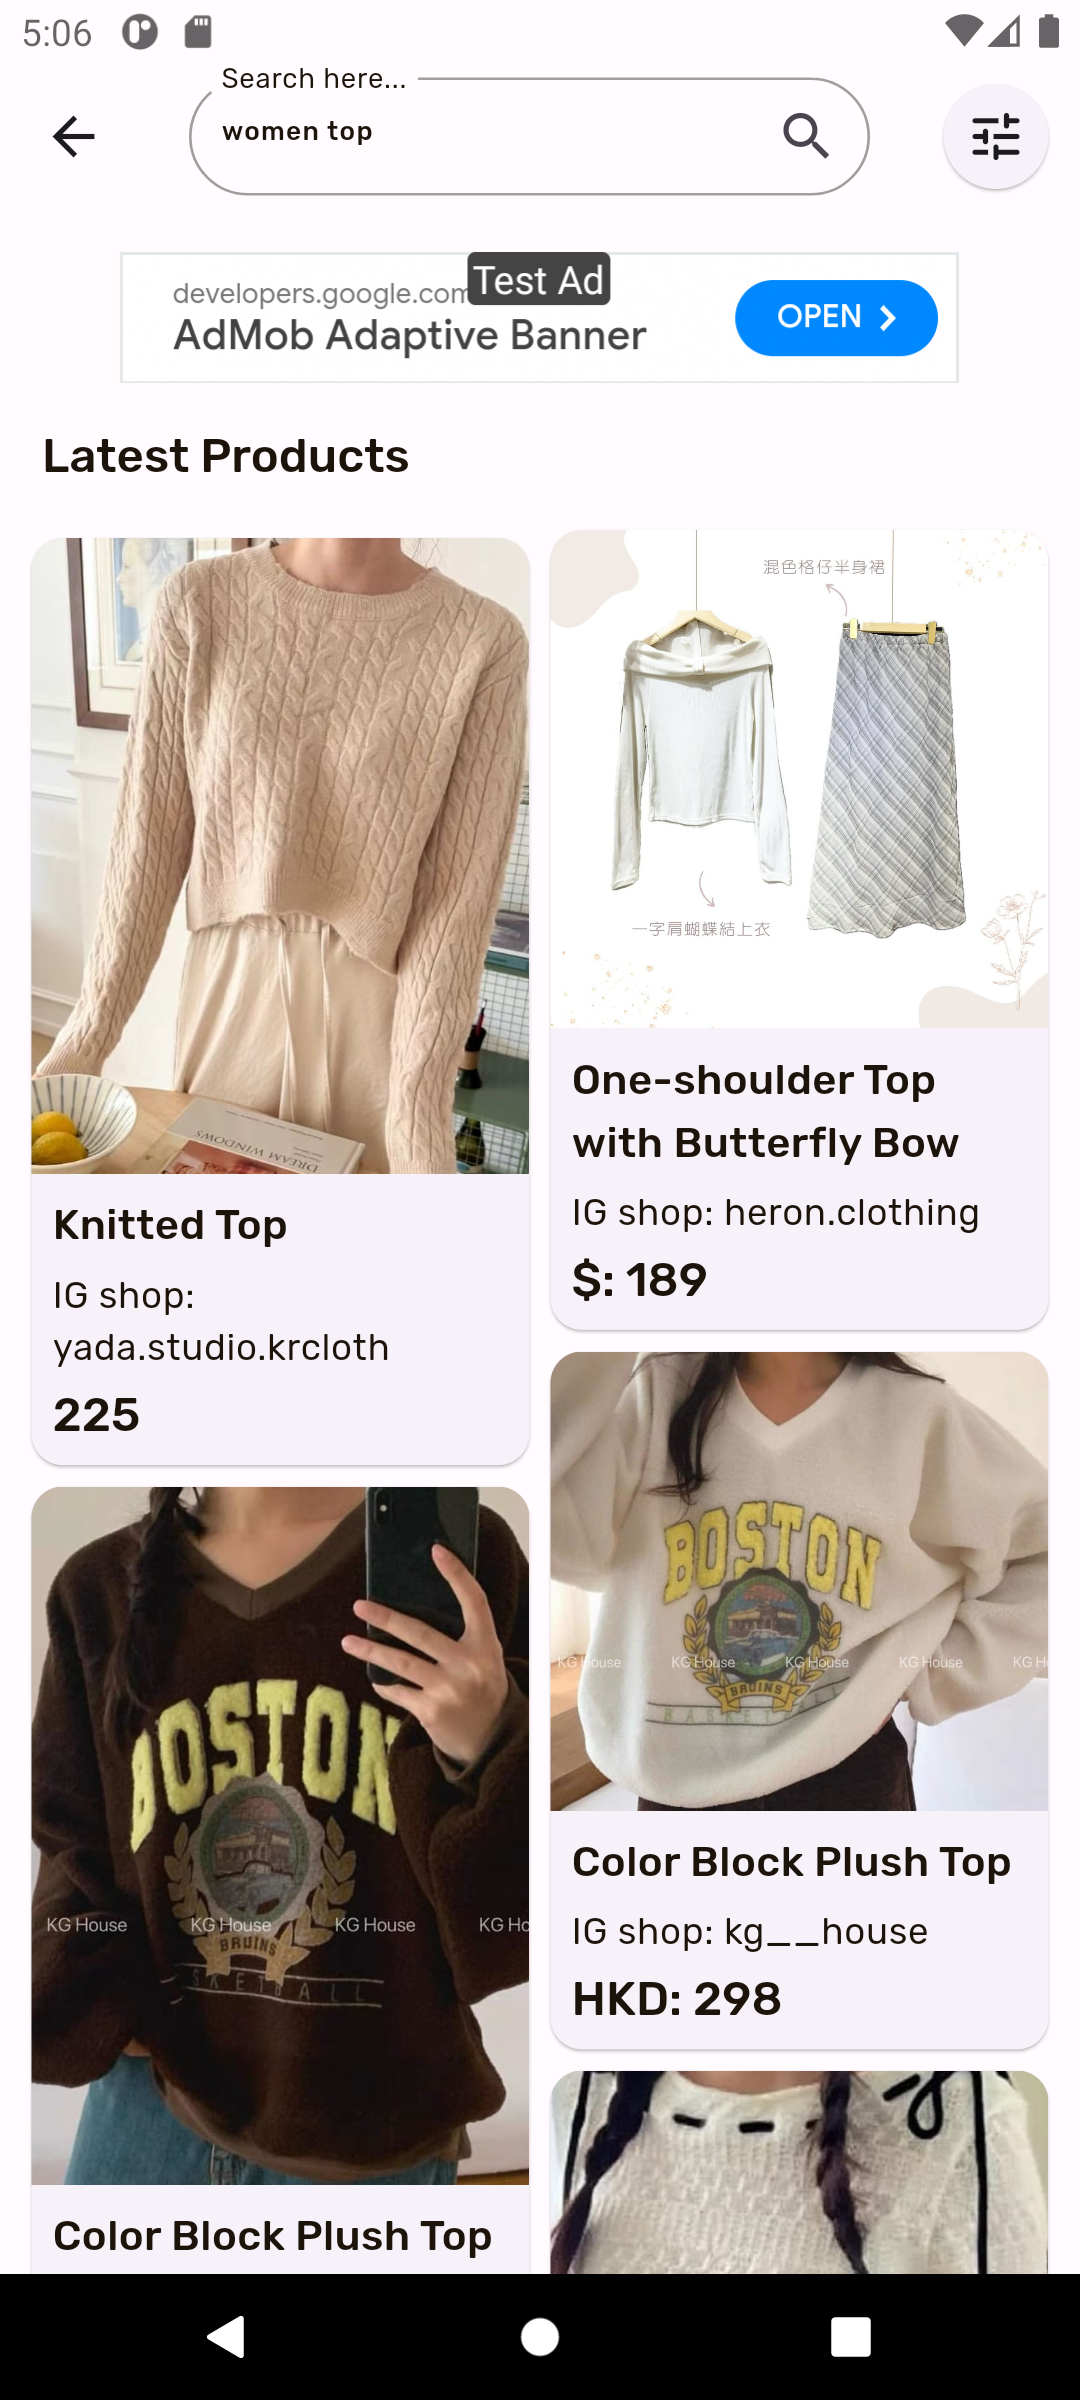 5:06
Search here...
women top
Test Ad
developers.google.com
AdMob Adaptive Banner
OPEN
Latest Products
Knitted Top
IG shop:
yada.studio.krcloth
225
混色格仔半身裙
一字肩蝴蝶結上衣
One-shoulder Top
with Butterfly Bow
IG shop: heron.clothing
$: 189
BOSTON
KG House KG House KG House KG Ho
BRUINS
Color Block Plush Top
BOSTON
KG House KG House KG House KG House KG H
BRUINS
BASKETBALL
Color Block Plush Top
IG shop: kg__house
HKD: 298
DREAM WINDOWS